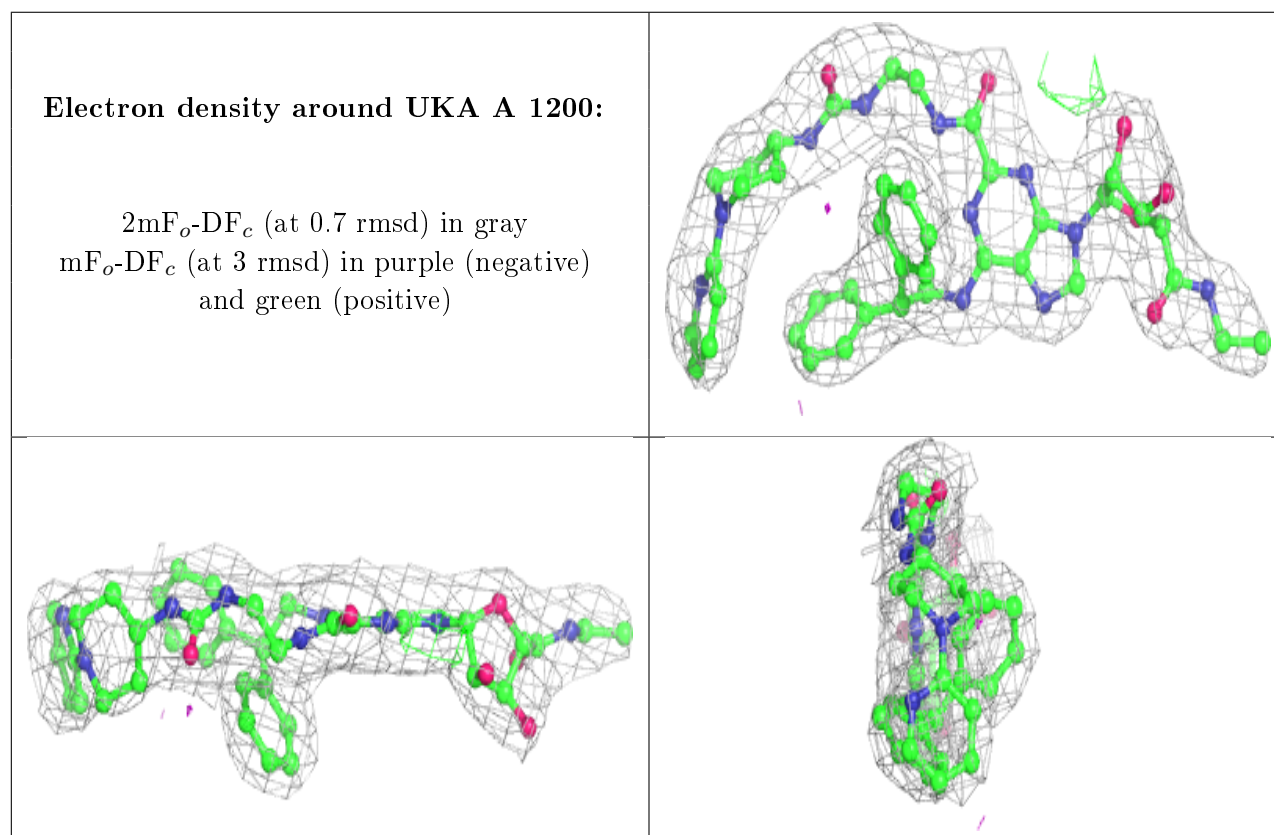 Electron density around UKA A 1200:
2mFₒ-DF𝒸 (at 0.7 rmsd) in gray
mFₒ-DF𝒸 (at 3 rmsd) in purple (negative)
and green (positive)